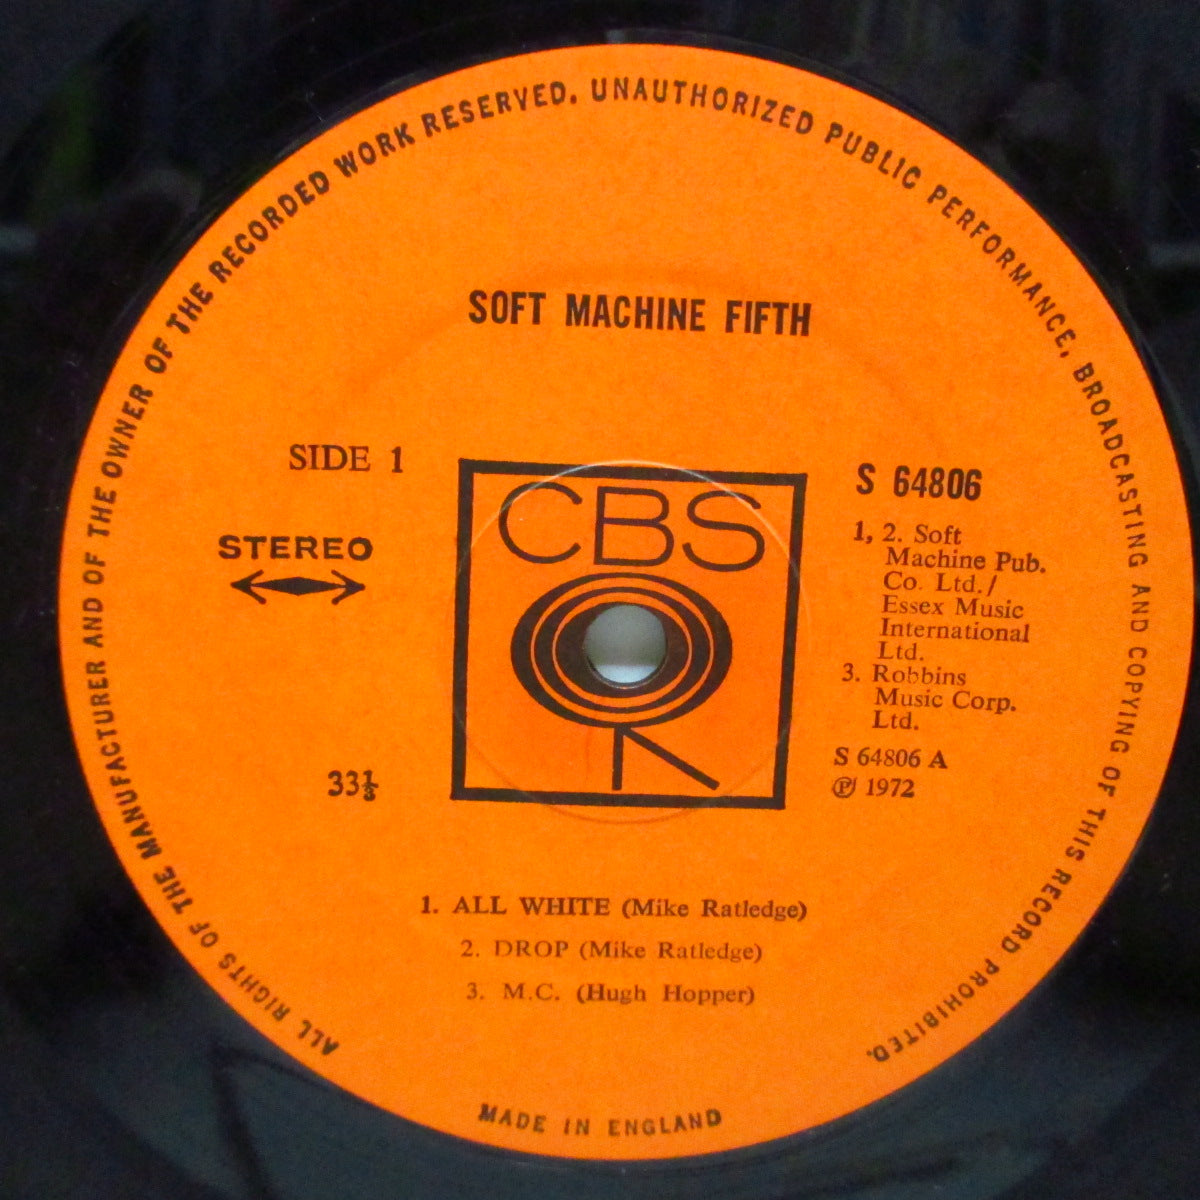 ALL RIGHTS OF THE MANUFACTURER AND OF THE OWNER OF THE RECORDED WORK RESERVED. UNAUTHORIZED PUBLIC PERFORMANCE, BROADCASTING AND COPYING OF THIS RECORD PROHIBITED.
SOFT MACHINE FIFTH
SIDE 1
STEREO
33⅓
CBS
S 64806
1, 2. Soft
Machine Pub.
Co. Ltd./
Essex Music
International
Ltd.
3. Robbins
Music Corp.
Ltd.
S 64806 A
℗ 1972
1. ALL WHITE (Mike Ratledge)
2. DROP (Mike Ratledge)
3. M.C. (Hugh Hopper)
MADE IN ENGLAND